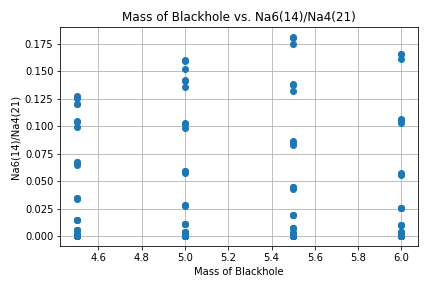 Mass of Blackhole vs. Na6(14)/Na4(21)
Na6(14)/Na4(21)
0.175
0.150
0.125
0.100
0.075
0.050
0.025
0.000
4.6 4.8 5.0 5.2 5.4 5.6 5.8 6.0
Mass of Blackhole